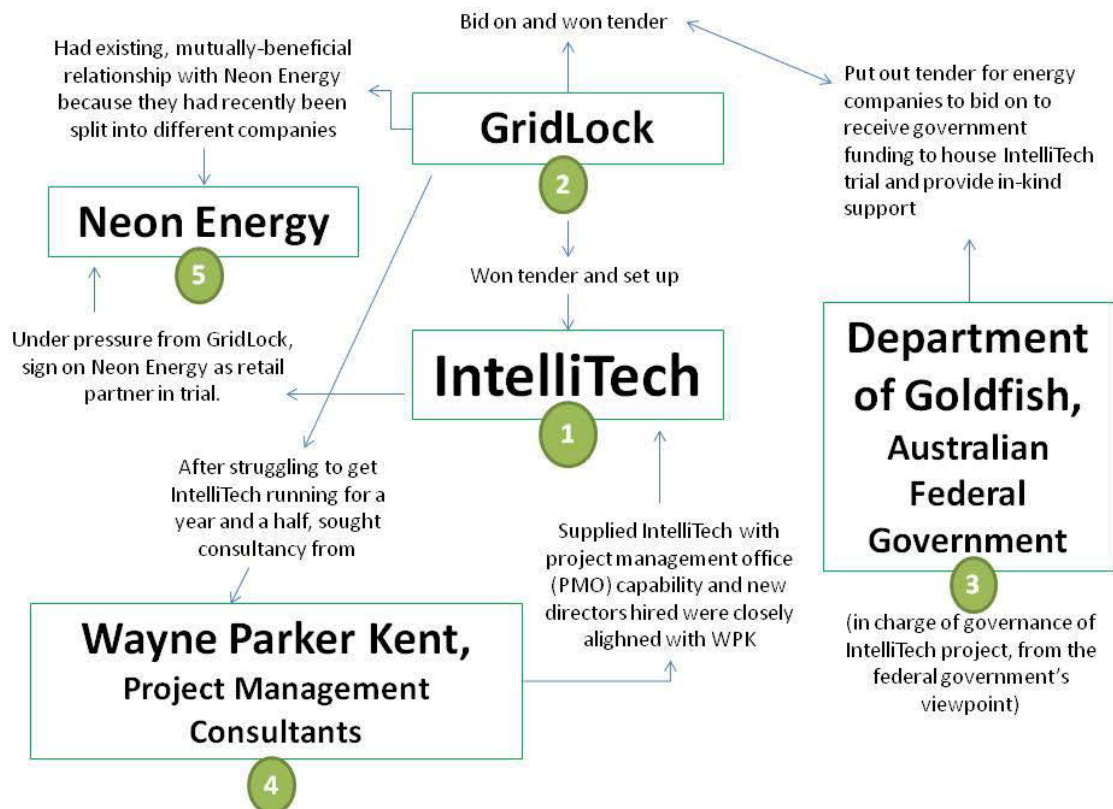 Bid on and won tender
Had existing, mutually-beneficial
relationship with Neon Energy
because they had recently been
split into different companies
Put out tender for energy
companies to bid on to
receive government
funding to house IntelliTech
trial and provide in-kind
support
GridLock
2
Neon Energy
5
Won tender and set up
Under pressure from GridLock,
sign on Neon Energy as retail
partner in trial.
IntelliTech
1
Department
of Goldfish,
Australian
Federal
Government
3
(in charge of governance of
IntelliTech project, from the
federal government's
viewpoint)
After struggling to get
IntelliTech running for a
year and a half, sought
consultancy from
Supplied IntelliTech with
project management office
(PMO) capability and new
directors hired were closely
alighned with WPK
Wayne Parker Kent,
Project Management
Consultants
4